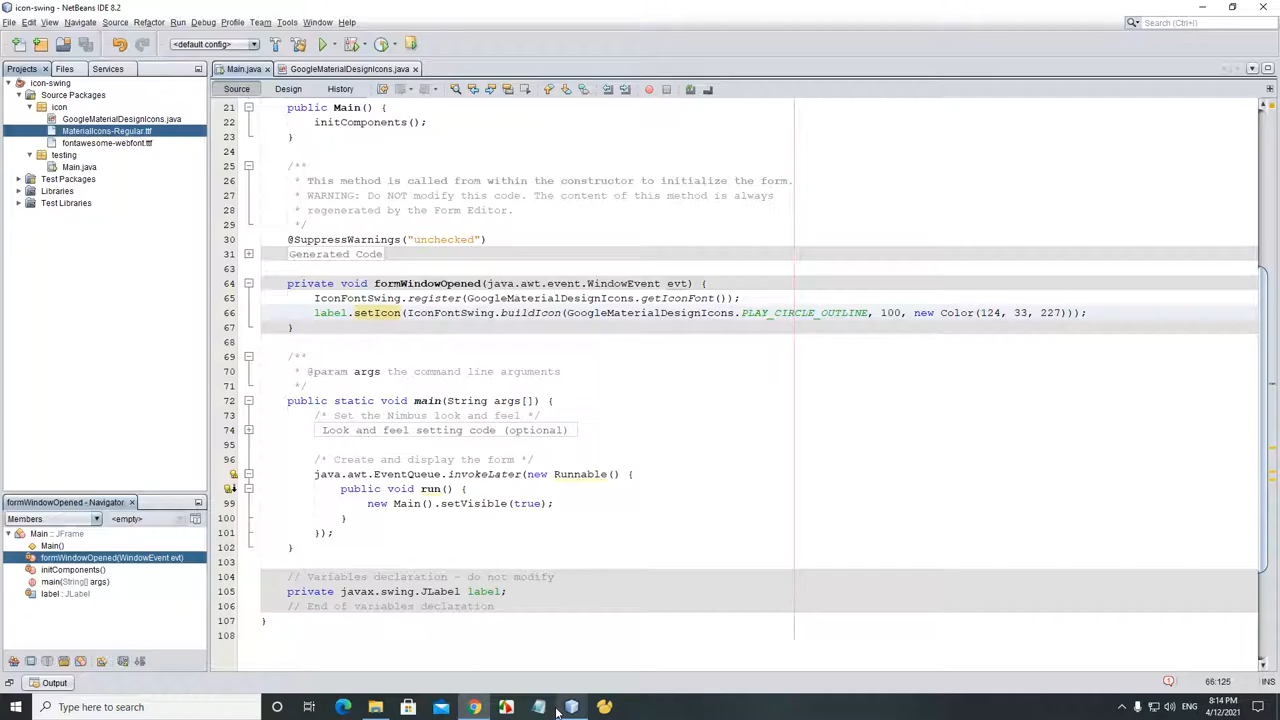 icon-swing - NetBeans IDE 8.2
File Edit View Navigate Source Refactor Run Debug Profile Team Tools Window Help
Search (Ctrl+I)
<default config>
Projects Files Services
Main.java GoogleMaterialDesignIcons.java
Source Design History
icon-swing
Source Packages
icon
GoogleMaterialDesignIcons.java
MaterialIcons-Regular.ttf
fontawesome-webfont.ttf
testing
Main.java
Test Packages
Libraries
Test Libraries
21 public Main() {
22 initComponents();
23 }
24
25 /**
26 * This method is called from within the constructor to initialize the form.
27 * WARNING: Do NOT modify this code. The content of this method is always
28 * regenerated by the Form Editor.
29 */
30 @SuppressWarnings("unchecked")
31 Generated Code
63
64 private void formWindowOpened(java.awt.event.WindowEvent evt) {
65 IconFontSwing.register(GoogleMaterialDesignIcons.getIconFont());
66 label.setIcon(IconFontSwing.buildIcon(GoogleMaterialDesignIcons.PLAY_CIRCLE_OUTLINE, 100, new Color(124, 33, 227)));
67 }
68
69 /**
70 * @param args the command line arguments
71 */
72 public static void main(String args[]) {
73 /* Set the Nimbus look and feel */
74 Look and feel setting code (optional)
95
96 /* Create and display the form */
java.awt.EventQueue.invokeLater(new Runnable() {
public void run() {
99 new Main().setVisible(true);
100 }
101 });
102 }
103
104 // Variables declaration - do not modify
105 private javax.swing.JLabel label;
106 // End of variables declaration
107 }
108
formWindowOpened - Navigator
Members <empty>
Main :: JFrame
Main()
formWindowOpened(WindowEvent evt)
initComponents()
main(String[] args)
label : JLabel
Output
66:125 INS
Type here to search
ENG
8:14 PM
4/12/2021